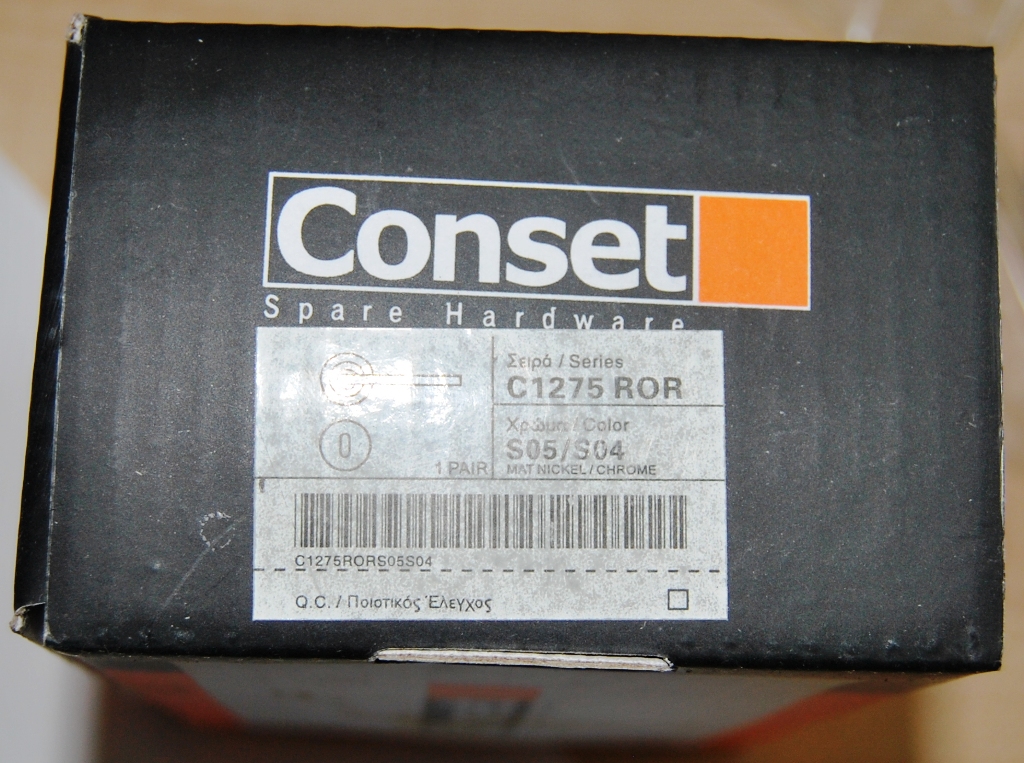 Conset
Spare Hardware
Σειρά / Series
C1275 ROR
Χρώμα / Color
S05/S04
MAT NICKEL / CHROME
0
1 PAIR
C1275RORS05S04
Q.C. / Ποιοτικός Έλεγχος